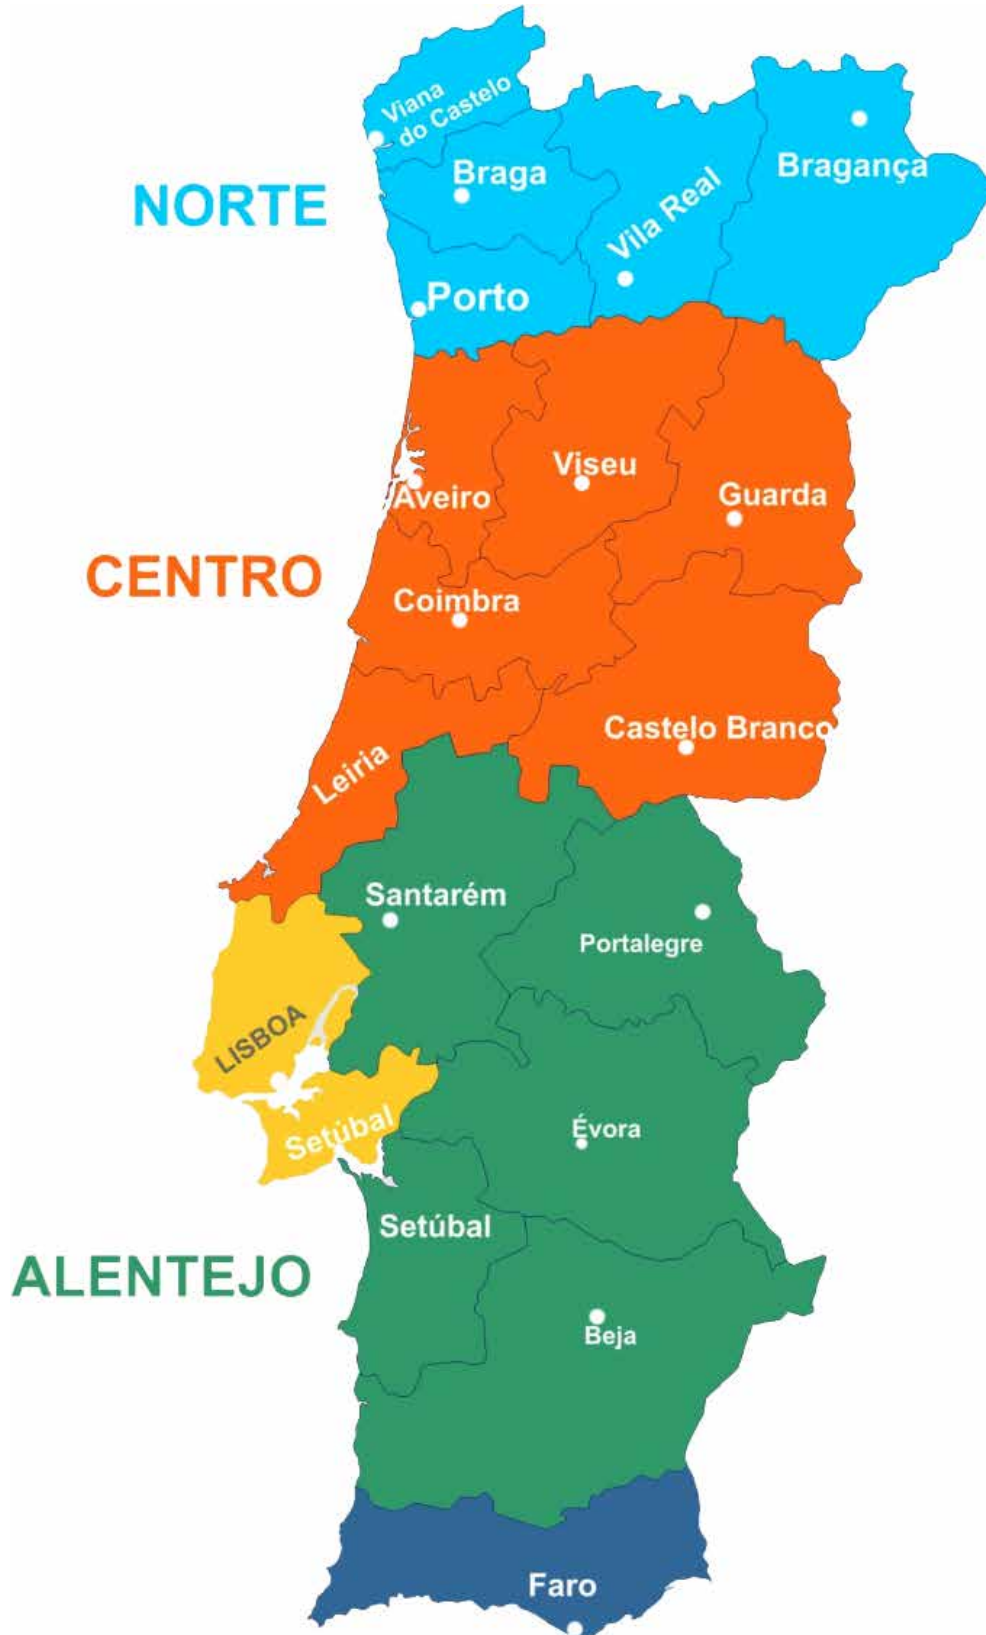 Viana
do Castelo
Braga
Bragança
NORTE
Vila Real
Porto
Viseu
Aveiro
Guarda
CENTRO
Coimbra
Castelo Branco
Leiria
Santarém
Portalegre
LISBOA
Setúbal
Évora
Setúbal
ALENTEJO
Beja
Faro